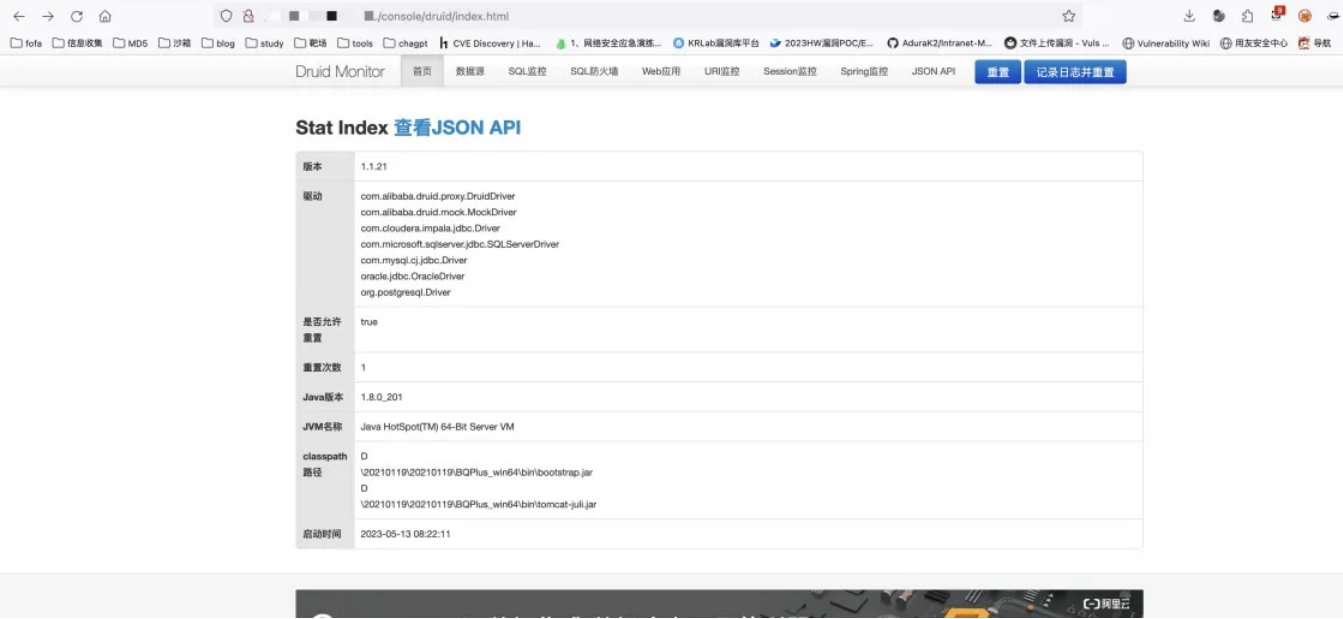 /console/druid/index.html
9
fofa 信息收集 MD5 沙箱 blog study 靶场 tools chagpt CVE Discovery | Ha... 1、网络安全应急演练... KRLab漏洞库平台 2023HW漏洞POC/E... AduraK2/Intranet-M... 文件上传漏洞 - Vuls ... Vulnerability Wiki 用友安全中心 导航
Druid Monitor 首页 数据源 SQL监控 SQL防火墙 Web应用 URI监控 Session监控 Spring监控 JSON API 重置 记录日志并重置
Stat Index 查看JSON API
版本 1.1.21
驱动 com.alibaba.druid.proxy.DruidDriver
com.alibaba.druid.mock.MockDriver
com.cloudera.impala.jdbc.Driver
com.microsoft.sqlserver.jdbc.SQLServerDriver
com.mysql.cj.jdbc.Driver
oracle.jdbc.OracleDriver
org.postgresql.Driver
是否允许 true
重置
重置次数 1
Java版本 1.8.0_201
JVM名称 Java HotSpot(TM) 64-Bit Server VM
classpath D
路径 \20210119\20210119\BQPlus_win64\bin\bootstrap.jar
D
\20210119\20210119\BQPlus_win64\bin\tomcat-juli.jar
启动时间 2023-05-13 08:22:11
阿里云